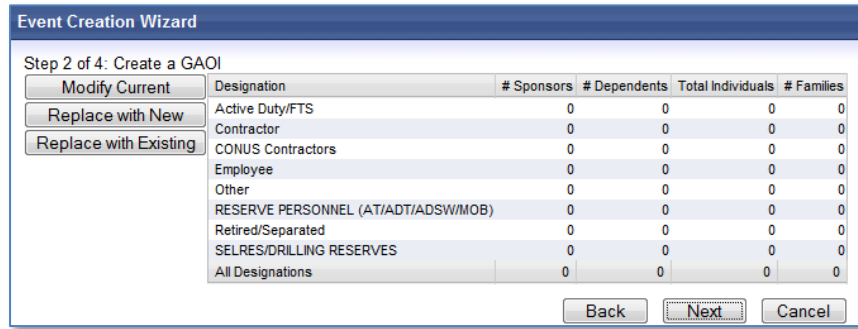 Event Creation Wizard
Step 2 of 4: Create a GAOI
Modify Current
Replace with New
Replace with Existing
Designation # Sponsors # Dependents Total Individuals # Families
Active Duty/FTS 0 0 0 0
Contractor 0 0 0 0
CONUS Contractors 0 0 0 0
Employee 0 0 0 0
Other 0 0 0 0
RESERVE PERSONNEL (AT/ADT/ADSW/MOB) 0 0 0 0
Retired/Separated 0 0 0 0
SELRES/DRILLING RESERVES 0 0 0 0
All Designations 0 0 0 0
Back Next Cancel